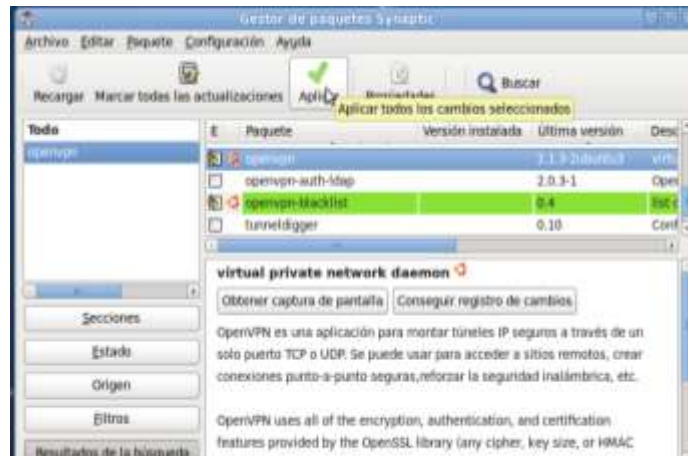 Gestor de paquetes Synaptic
Archivo Editar Paquete Configuración Ayuda
Recargar Marcar todas las actualizaciones Buscar
Aplicar todos los cambios seleccionados
Todo
E Paquete Versión instalada Última versión
openvpn
openvpn 2.1.3-2ubuntu3
openvpn-auth-ldap 2.0.3-1
openvpn-blacklist 0.4
tunneldigger 0.10
virtual private network daemon
Obtener captura de pantalla Conseguir registro de cambios
Secciones
Estado
Origen
Filtros
Resultados de la búsqueda
OpenVPN es una aplicación para montar túneles IP seguros a través de un
solo puerto TCP o UDP. Se puede usar para acceder a sitios remotos, crear
conexiones punto-a-punto seguras,reforzar la seguridad inalámbrica, etc.
OpenVPN uses all of the encryption, authentication, and certification
features provided by the OpenSSL library (any cipher, key size, or HMAC